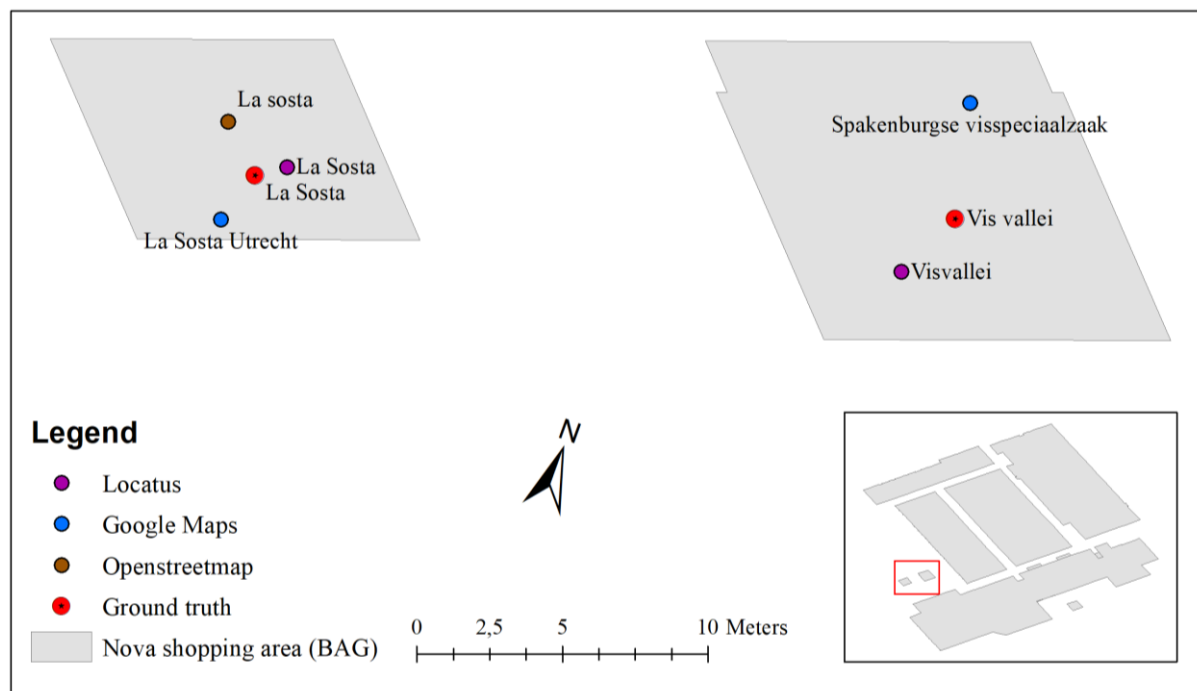 La sosta
La Sosta
La Sosta
La Sosta Utrecht
Spakenburgse visspeciaalzaak
Vis vallei
Visvallei
Legend
Locatus
Google Maps
Openstreetmap
Ground truth
Nova shopping area (BAG)
N
0 2,5 5 10 Meters